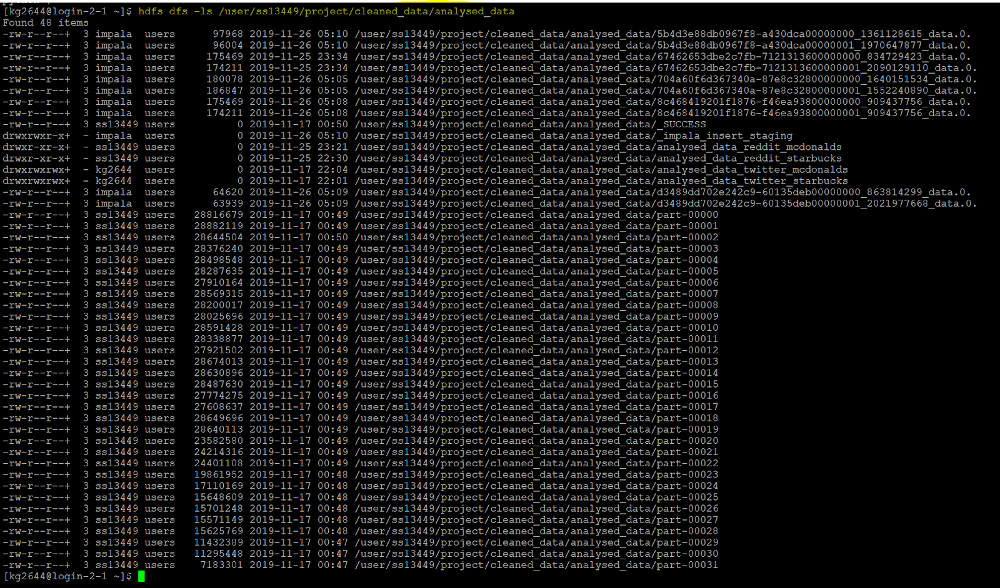 [kg2644@login-2-1 ~]$ hdfs dfs -ls /user/ss13449/project/cleaned_data/analysed_data
Found 48 items
-rw-r--r--+  3 impala  users      97968 2019-11-26 05:10 /user/ss13449/project/cleaned_data/analysed_data/5b4d3e88db0967f8-a430dca00000000_1361128615_data.0.
-rw-r--r--+  3 impala  users      96004 2019-11-26 05:10 /user/ss13449/project/cleaned_data/analysed_data/5b4d3e88db0967f8-a430dca00000001_1970647877_data.0.
-rw-r--r--+  3 impala  users     175469 2019-11-25 23:34 /user/ss13449/project/cleaned_data/analysed_data/67462653dbe2c7fb-7121313600000000_834729423_data.0.
-rw-r--r--+  3 impala  users     174211 2019-11-25 23:34 /user/ss13449/project/cleaned_data/analysed_data/67462653dbe2c7fb-7121313600000001_2090129110_data.0.
-rw-r--r--+  3 impala  users     180078 2019-11-26 05:05 /user/ss13449/project/cleaned_data/analysed_data/704a60f6d367340a-87e8c32800000000_1640151534_data.0.
-rw-r--r--+  3 impala  users     186847 2019-11-26 05:05 /user/ss13449/project/cleaned_data/analysed_data/704a60f6d367340a-87e8c32800000001_1552240890_data.0.
-rw-r--r--+  3 impala  users     175469 2019-11-26 05:08 /user/ss13449/project/cleaned_data/analysed_data/8c468419201f1876-f46ea93800000000_909437756_data.0.
-rw-r--r--+  3 impala  users     174211 2019-11-26 05:08 /user/ss13449/project/cleaned_data/analysed_data/8c468419201f1876-f46ea93800000001_909437756_data.0.
-rw-r--r--+  3 ss13449 users          0 2019-11-17 00:50 /user/ss13449/project/cleaned_data/analysed_data/_SUCCESS
drwxrwxr-x+  - impala  users          0 2019-11-26 05:10 /user/ss13449/project/cleaned_data/analysed_data/_impala_insert_staging
drwxr-xr-x+  - ss13449 users          0 2019-11-25 23:21 /user/ss13449/project/cleaned_data/analysed_data/analysed_data_reddit_mcdonalds
drwxr-xr-x+  - ss13449 users          0 2019-11-25 22:30 /user/ss13449/project/cleaned_data/analysed_data/analysed_data_reddit_starbucks
drwxrwxrwx+  - kg2644  users          0 2019-11-17 22:04 /user/ss13449/project/cleaned_data/analysed_data/analysed_data_twitter_mcdonalds
drwxrwxrwx+  - kg2644  users          0 2019-11-17 22:01 /user/ss13449/project/cleaned_data/analysed_data/analysed_data_twitter_starbucks
-rw-r--r--+  3 impala  users      64620 2019-11-26 05:09 /user/ss13449/project/cleaned_data/analysed_data/d3489dd702e242c9-60135deb00000000_863814299_data.0.
-rw-r--r--+  3 impala  users      63939 2019-11-26 05:09 /user/ss13449/project/cleaned_data/analysed_data/d3489dd702e242c9-60135deb00000001_2021977668_data.0.
-rw-r--r--+  3 ss13449 users   28816679 2019-11-17 00:49 /user/ss13449/project/cleaned_data/analysed_data/part-00000
-rw-r--r--+  3 ss13449 users   28882119 2019-11-17 00:49 /user/ss13449/project/cleaned_data/analysed_data/part-00001
-rw-r--r--+  3 ss13449 users   28644504 2019-11-17 00:50 /user/ss13449/project/cleaned_data/analysed_data/part-00002
-rw-r--r--+  3 ss13449 users   28376240 2019-11-17 00:49 /user/ss13449/project/cleaned_data/analysed_data/part-00003
-rw-r--r--+  3 ss13449 users   28498548 2019-11-17 00:49 /user/ss13449/project/cleaned_data/analysed_data/part-00004
-rw-r--r--+  3 ss13449 users   28287635 2019-11-17 00:49 /user/ss13449/project/cleaned_data/analysed_data/part-00005
-rw-r--r--+  3 ss13449 users   27910164 2019-11-17 00:49 /user/ss13449/project/cleaned_data/analysed_data/part-00006
-rw-r--r--+  3 ss13449 users   28569315 2019-11-17 00:49 /user/ss13449/project/cleaned_data/analysed_data/part-00007
-rw-r--r--+  3 ss13449 users   28200017 2019-11-17 00:49 /user/ss13449/project/cleaned_data/analysed_data/part-00008
-rw-r--r--+  3 ss13449 users   28025696 2019-11-17 00:49 /user/ss13449/project/cleaned_data/analysed_data/part-00009
-rw-r--r--+  3 ss13449 users   28591428 2019-11-17 00:49 /user/ss13449/project/cleaned_data/analysed_data/part-00010
-rw-r--r--+  3 ss13449 users   28338877 2019-11-17 00:49 /user/ss13449/project/cleaned_data/analysed_data/part-00011
-rw-r--r--+  3 ss13449 users   27921502 2019-11-17 00:49 /user/ss13449/project/cleaned_data/analysed_data/part-00012
-rw-r--r--+  3 ss13449 users   28674013 2019-11-17 00:49 /user/ss13449/project/cleaned_data/analysed_data/part-00013
-rw-r--r--+  3 ss13449 users   28630896 2019-11-17 00:49 /user/ss13449/project/cleaned_data/analysed_data/part-00014
-rw-r--r--+  3 ss13449 users   28487630 2019-11-17 00:49 /user/ss13449/project/cleaned_data/analysed_data/part-00015
-rw-r--r--+  3 ss13449 users   27774275 2019-11-17 00:49 /user/ss13449/project/cleaned_data/analysed_data/part-00016
-rw-r--r--+  3 ss13449 users   27608637 2019-11-17 00:49 /user/ss13449/project/cleaned_data/analysed_data/part-00017
-rw-r--r--+  3 ss13449 users   28649696 2019-11-17 00:49 /user/ss13449/project/cleaned_data/analysed_data/part-00018
-rw-r--r--+  3 ss13449 users   28640113 2019-11-17 00:49 /user/ss13449/project/cleaned_data/analysed_data/part-00019
-rw-r--r--+  3 ss13449 users   23582580 2019-11-17 00:49 /user/ss13449/project/cleaned_data/analysed_data/part-00020
-rw-r--r--+  3 ss13449 users   24214316 2019-11-17 00:49 /user/ss13449/project/cleaned_data/analysed_data/part-00021
-rw-r--r--+  3 ss13449 users   24401108 2019-11-17 00:49 /user/ss13449/project/cleaned_data/analysed_data/part-00022
-rw-r--r--+  3 ss13449 users   19861952 2019-11-17 00:48 /user/ss13449/project/cleaned_data/analysed_data/part-00023
-rw-r--r--+  3 ss13449 users   17110169 2019-11-17 00:48 /user/ss13449/project/cleaned_data/analysed_data/part-00024
-rw-r--r--+  3 ss13449 users   15648609 2019-11-17 00:48 /user/ss13449/project/cleaned_data/analysed_data/part-00025
-rw-r--r--+  3 ss13449 users   15701248 2019-11-17 00:48 /user/ss13449/project/cleaned_data/analysed_data/part-00026
-rw-r--r--+  3 ss13449 users   15571149 2019-11-17 00:48 /user/ss13449/project/cleaned_data/analysed_data/part-00027
-rw-r--r--+  3 ss13449 users   15625769 2019-11-17 00:48 /user/ss13449/project/cleaned_data/analysed_data/part-00028
-rw-r--r--+  3 ss13449 users   11432389 2019-11-17 00:47 /user/ss13449/project/cleaned_data/analysed_data/part-00029
-rw-r--r--+  3 ss13449 users   11295448 2019-11-17 00:47 /user/ss13449/project/cleaned_data/analysed_data/part-00030
-rw-r--r--+  3 ss13449 users    7183301 2019-11-17 00:47 /user/ss13449/project/cleaned_data/analysed_data/part-00031
[kg2644@login-2-1 ~]$